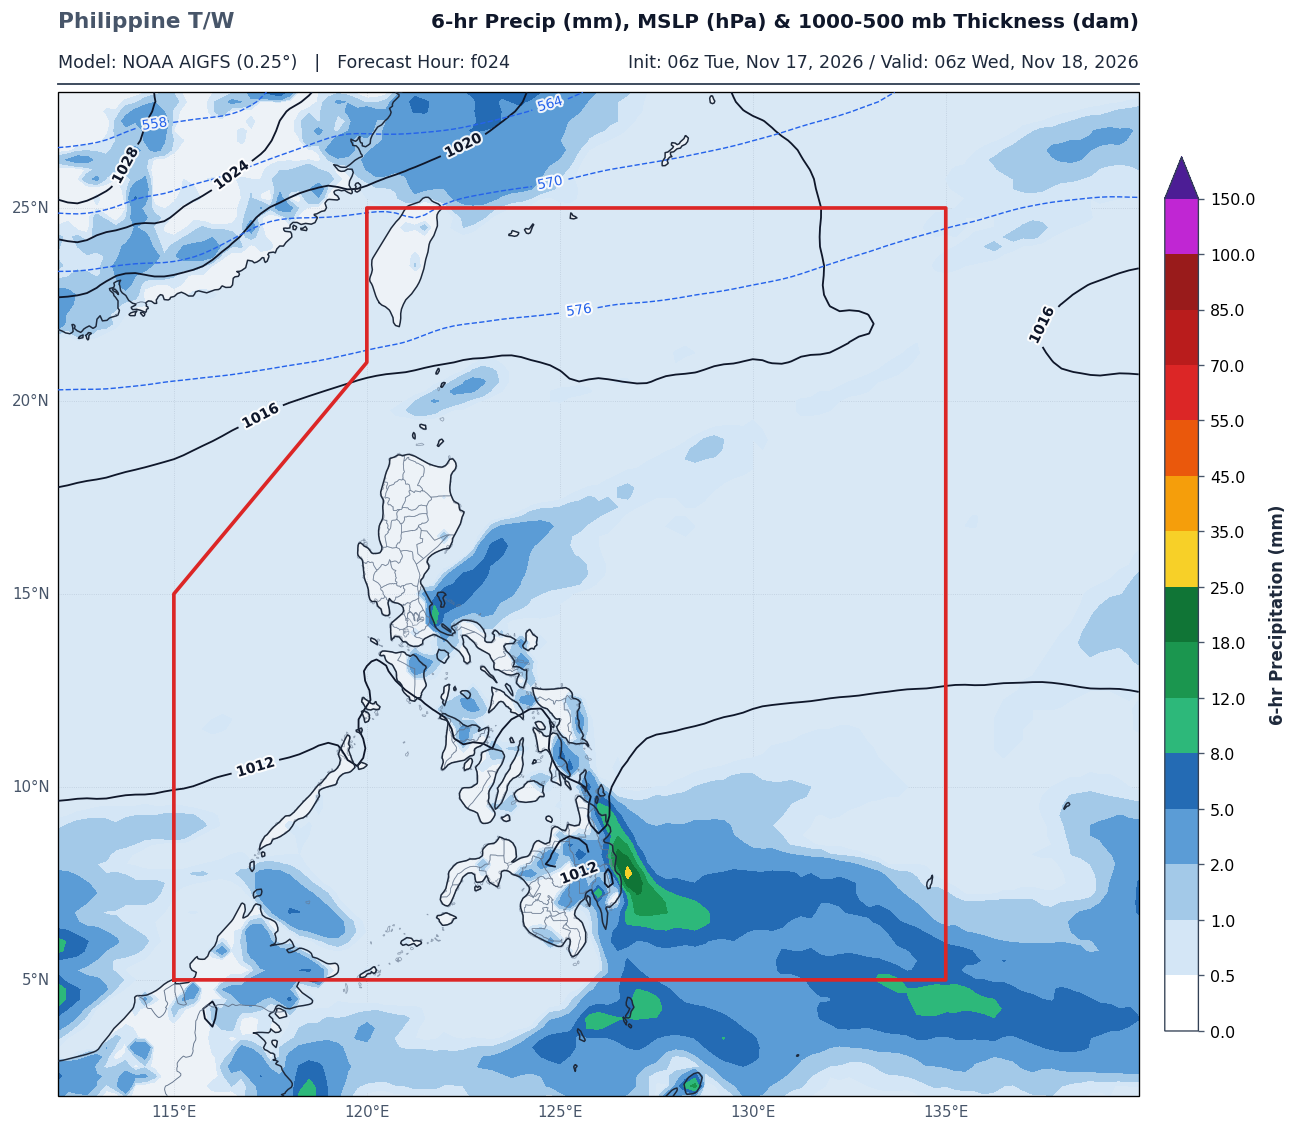 Philippine T/W
6-hr Precip (mm), MSLP (hPa) & 1000-500 mb Thickness (dam)
Model: NOAA AIGFS (0.25°) | Forecast Hour: f024
Init: 06z Tue, Nov 17, 2026 / Valid: 06z Wed, Nov 18, 2026
558
564
1020
1028
1024
570
576
1016
1016
1012
1012
25°N
20°N
15°N
10°N
5°N
115°E
120°E
125°E
130°E
135°E
150.0
100.0
85.0
70.0
55.0
45.0
35.0
25.0
18.0
12.0
8.0
5.0
2.0
1.0
0.5
0.0
6-hr Precipitation (mm)